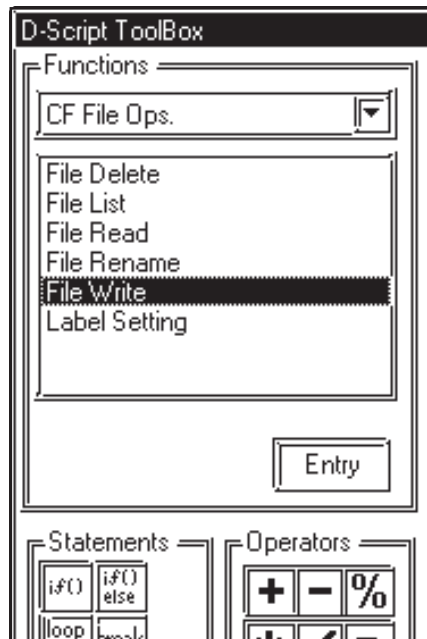 D-Script ToolBox
Functions
CF File Ops.
File Delete
File List
File Read
File Rename
File Write
Label Setting
Entry
Statements
Operators
if()
if()
else
+ - %
loop
break